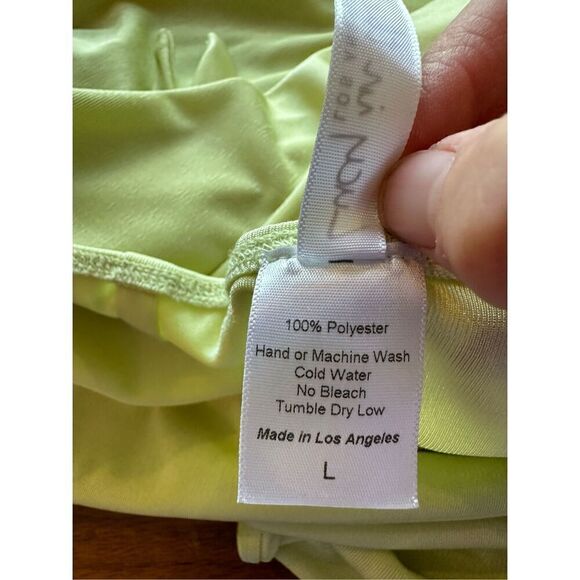 100% Polyester
Hand or Machine Wash
Cold Water
No Bleach
Tumble Dry Low
Made in Los Angeles
L